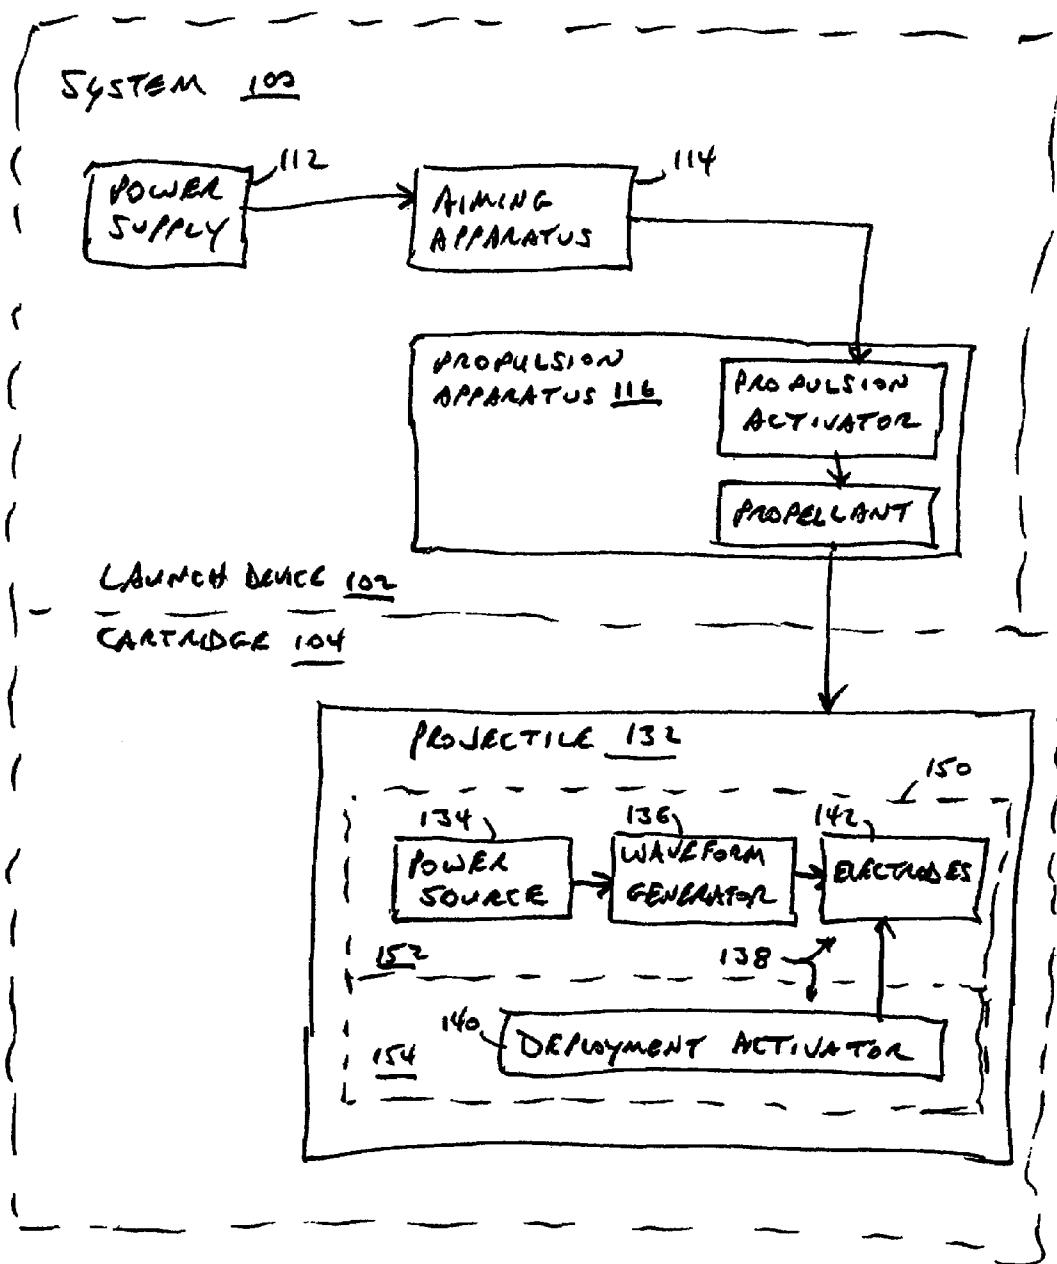 SYSTEM 100
POWER
SUPPLY
112
AIMING
APPARATUS
114
PROPULSION
APPARATUS 116
PROPULSION
ACTIVATOR
PROPELLANT
LAUNCH DEVICE 102
CARTRIDGE 104
PROJECTILE 132
150
134
POWER
SOURCE
136
WAVEFORM
GENERATOR
142
ELECTRODES
152
138
140
DEPLOYMENT ACTIVATOR
154